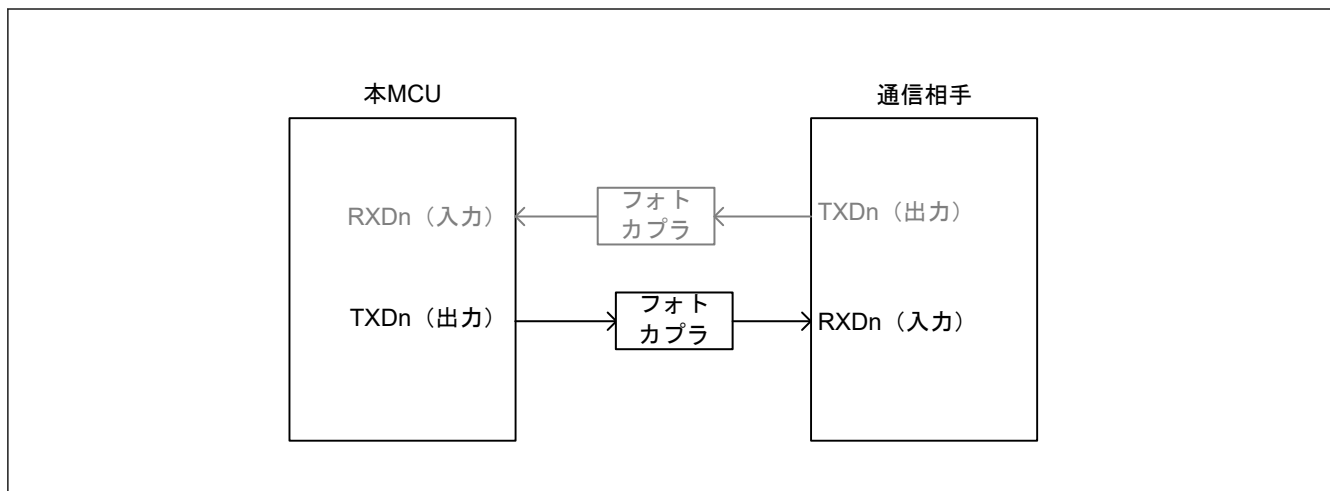 本MCU
通信相手
RXDn（入力）
フォト
カプラ
TXDn（出力）
TXDn（出力）
フォト
カプラ
RXDn（入力）